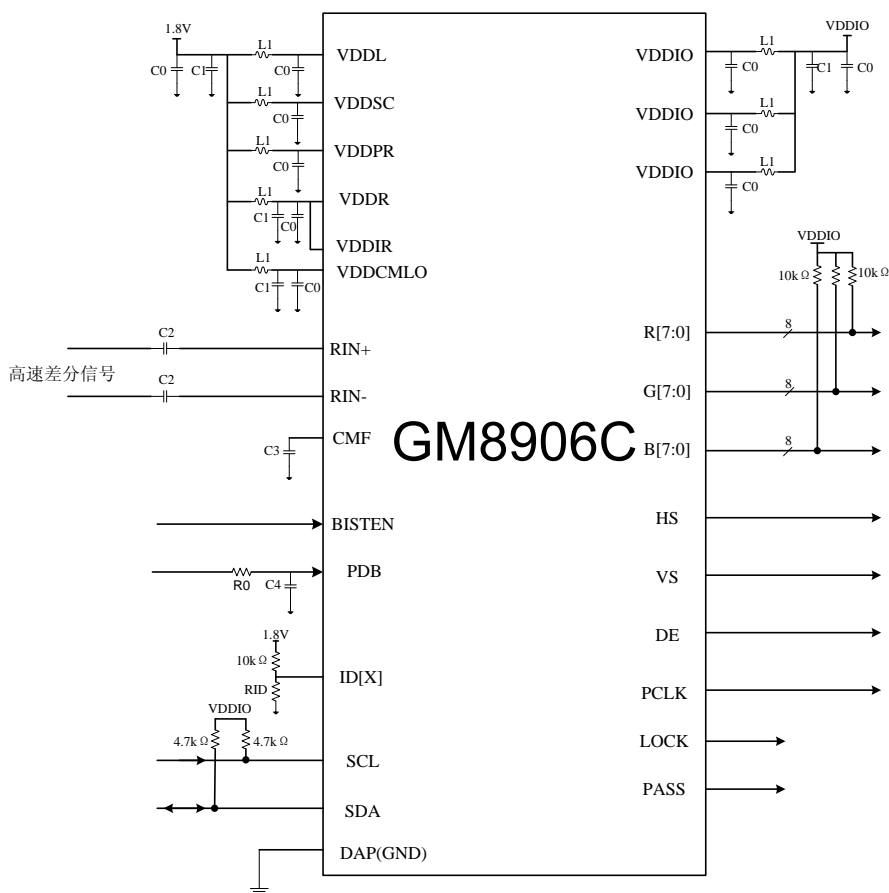 1.8V
L1
C0
C1
C0
VDDL
L1
C0
VDDSC
L1
C0
VDDPR
L1
C1
C0
VDDR
VDDIR
L1
C1
C0
VDDCMLO
C2
RIN+
高速差分信号
C2
RIN-
C3
CMF
GM8906C
BISTEN
R0
C4
PDB
1.8V
10kΩ
RID
ID[X]
VDDIO
4.7kΩ
4.7kΩ
SCL
SDA
DAP(GND)
VDDIO
VDDIO
L1
C0
C1
C0
VDDIO
L1
C0
VDDIO
L1
C0
VDDIO
10kΩ
10kΩ
R[7:0]
8
G[7:0]
8
B[7:0]
8
HS
VS
DE
PCLK
LOCK
PASS